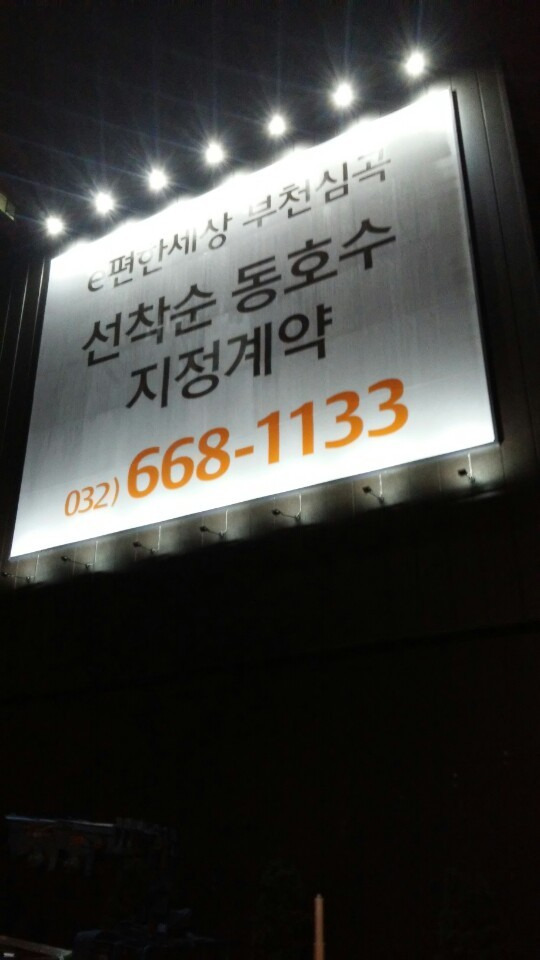 e편한세상 부천심곡
선착순 동호수
지정계약
032) 668-1133